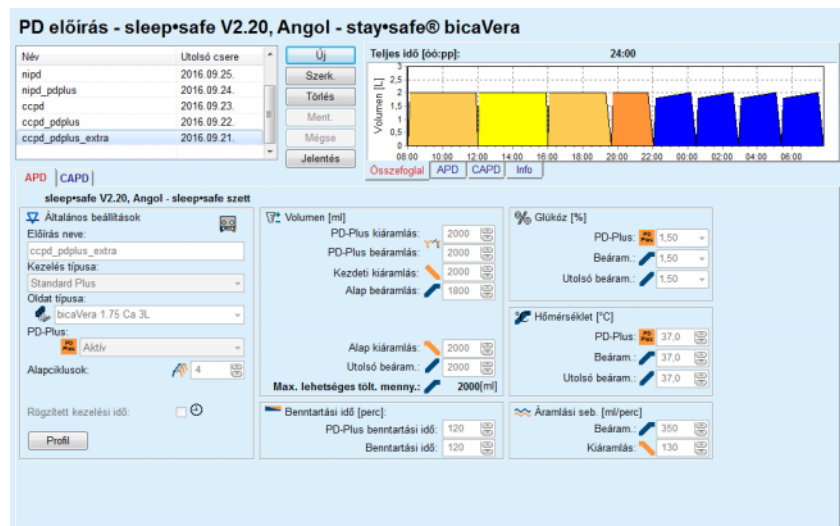 PD előírás - sleep•safe V2.20, Angol - stay•safe® bicaVera
Név Utolsó csere
nipd 2016.09.25.
nipd_pdplus 2016.09.24.
ccpd 2016.09.23.
ccpd_pdplus 2016.09.22.
ccpd_pdplus_extra 2016.09.21.
Új
Szerk.
Törlés
Ment.
Mégse
Jelentés
Teljes idő [óó:pp]: 24:00
Volumen [L]
3
2,5
2
1,5
1
0,5
0
08:00 10:00 12:00 14:00 16:00 18:00 20:00 22:00 00:00 02:00 04:00 06:00
Összefoglal APD CAPD Info
APD CAPD
sleep•safe V2.20, Angol - sleep•safe szett
Általános beállítások
Előírás neve:
ccpd_pdplus_extra
Kezelés típusa:
Standard Plus
Oldat típusa:
bicaVera 1.75 Ca 3L
PD-Plus:
PD Plus Aktív
Alapciklusok: 4
Rögzített kezelési idő:
Profil
Volumen [ml]
PD-Plus kiáramlás: 2000
PD-Plus beáramlás: 2000
Kezdeti kiáramlás: 2000
Alap beáramlás: 1800
Alap kiáramlás: 2000
Utolsó beáram.: 2000
Max. lehetséges tölt. menny.: 2000[ml]
Benntartási idő [perc]:
PD-Plus benntartási idő: 120
Benntartási idő: 120
Glükóz [%]
PD-Plus: PD Plus 1,50
Beáram.: 1,50
Utolsó beáram.: 1,50
Hőmérséklet [°C]
PD-Plus: PD Plus 37,0
Beáram.: 37,0
Utolsó beáram.: 37,0
Áramlási seb. [ml/perc]
Beáram.: 350
Kiáramlás: 130